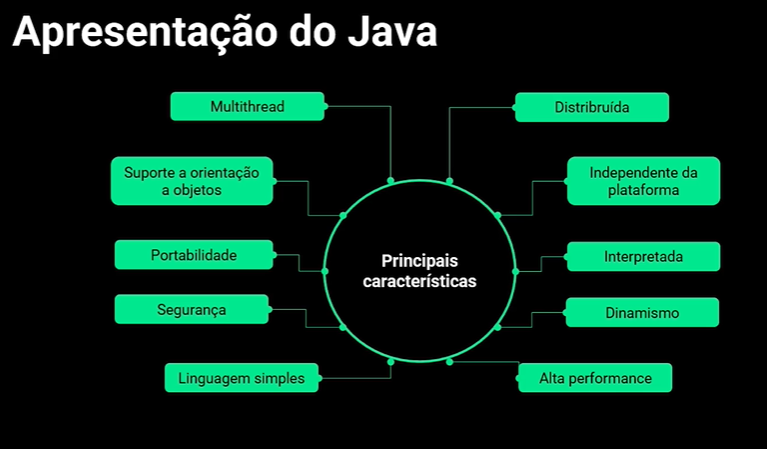 Apresentação do Java
Multithread
Distribruída
Suporte a orientação
a objetos
Independente da
plataforma
Portabilidade
Principais
características
Interpretada
Segurança
Dinamismo
Linguagem simples
Alta performance